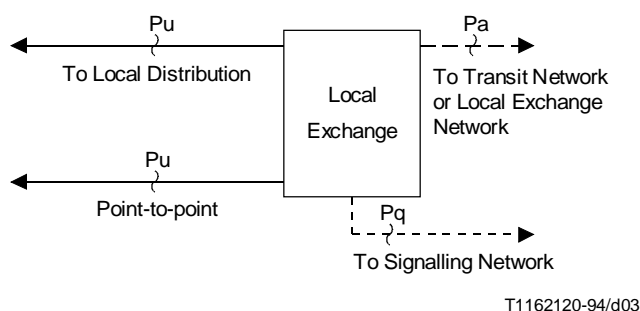 Pu
To Local Distribution
Pu
Point-to-point
Local
Exchange
Pa
To Transit Network
or Local Exchange
Network
Pq
To Signalling Network
T1162120-94/d03